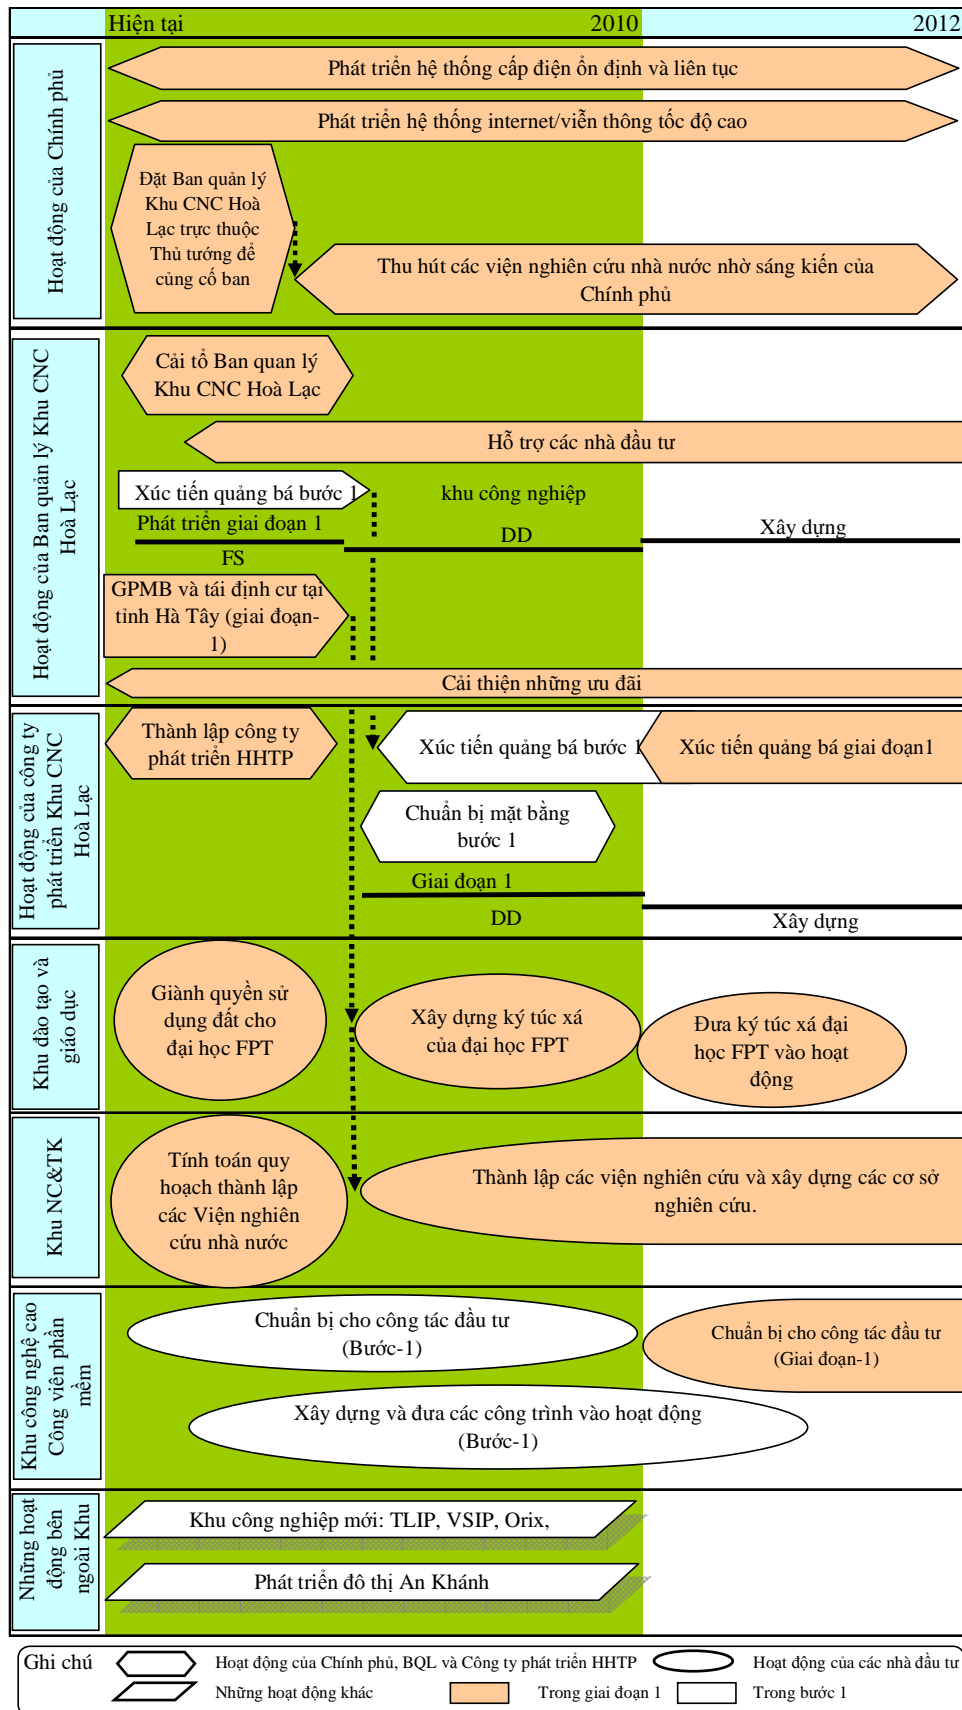 Hiện tại
2010
2012
Hoạt động của Chính phủ
Phát triển hệ thống cấp điện ổn định và liên tục
Phát triển hệ thống internet/viễn thông tốc độ cao
Đặt Ban quản lý
Khu CNC Hoà
Lạc trực thuộc
Thủ tướng để
củng cố ban
Thu hút các viện nghiên cứu nhà nước nhờ sáng kiến của
Chính phủ
Hoạt động của Ban quản lý Khu CNC
Hoà Lạc
Cải tổ Ban quan lý
Khu CNC Hoà Lạc
Hỗ trợ các nhà đầu tư
Xúc tiến quảng bá bước 1
khu công nghiệp
Phát triển giai đoạn 1
DD
Xây dựng
FS
GPMB và tái định cư tại
tỉnh Hà Tây (giai đoạn-
1)
Cải thiện những ưu đãi
Hoạt động của công ty
phát triển Khu CNC
Hoà Lạc
Thành lập công ty
phát triển HHTP
Xúc tiến quảng bá bước 1
Xúc tiến quảng bá giai đoạn1
Chuẩn bị mặt bằng
bước 1
Giai đoạn 1
DD
Xây dựng
Khu đào tạo và
giáo dục
Giành quyền sử
dụng đất cho
đại học FPT
Xây dựng ký túc xá
của đại học FPT
Đưa ký túc xá đại
học FPT vào hoạt
động
Khu NC&TK
Tính toán quy
hoạch thành lập
các Viện nghiên
cứu nhà nước
Thành lập các viện nghiên cứu và xây dựng các cơ sở
nghiên cứu.
Khu công nghệ cao
Công viên phần
mềm
Chuẩn bị cho công tác đầu tư
(Bước-1)
Chuẩn bị cho công tác đầu tư
(Giai đoạn-1)
Xây dựng và đưa các công trình vào hoạt động
(Bước-1)
Những hoạt
động bên
ngoài Khu
Khu công nghiệp mới: TLIP, VSIP, Orix,
Phát triển đô thị An Khánh
Ghi chú
Hoạt động của Chính phủ, BQL và Công ty phát triển HHTP
Hoạt động của các nhà đầu tư
Những hoạt động khác
Trong giai đoạn 1
Trong bước 1